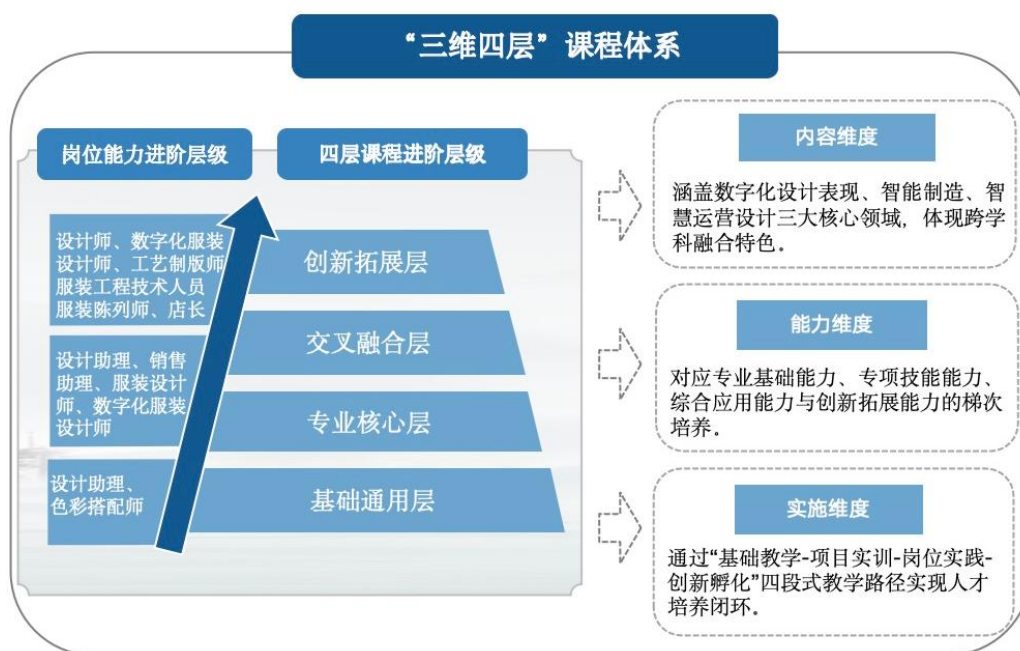 “三维四层”课程体系
岗位能力进阶层级
四层课程进阶层级
设计师、数字化服装
设计师、工艺制版师
服装工程技术人员
服装陈列师、店长
设计助理、销售
助理、服装设计
师、数字化服装
设计师
设计助理、
色彩搭配师
创新拓展层
交叉融合层
专业核心层
基础通用层
内容维度
涵盖数字化设计表现、智能制造、智
慧运营设计三大核心领域，体现跨学
科融合特色。
能力维度
对应专业基础能力、专项技能能力、
综合应用能力与创新拓展能力的梯次
培养。
实施维度
通过“基础教学-项目实训-岗位实践-
创新孵化”四段式教学路径实现人才
培养闭环。